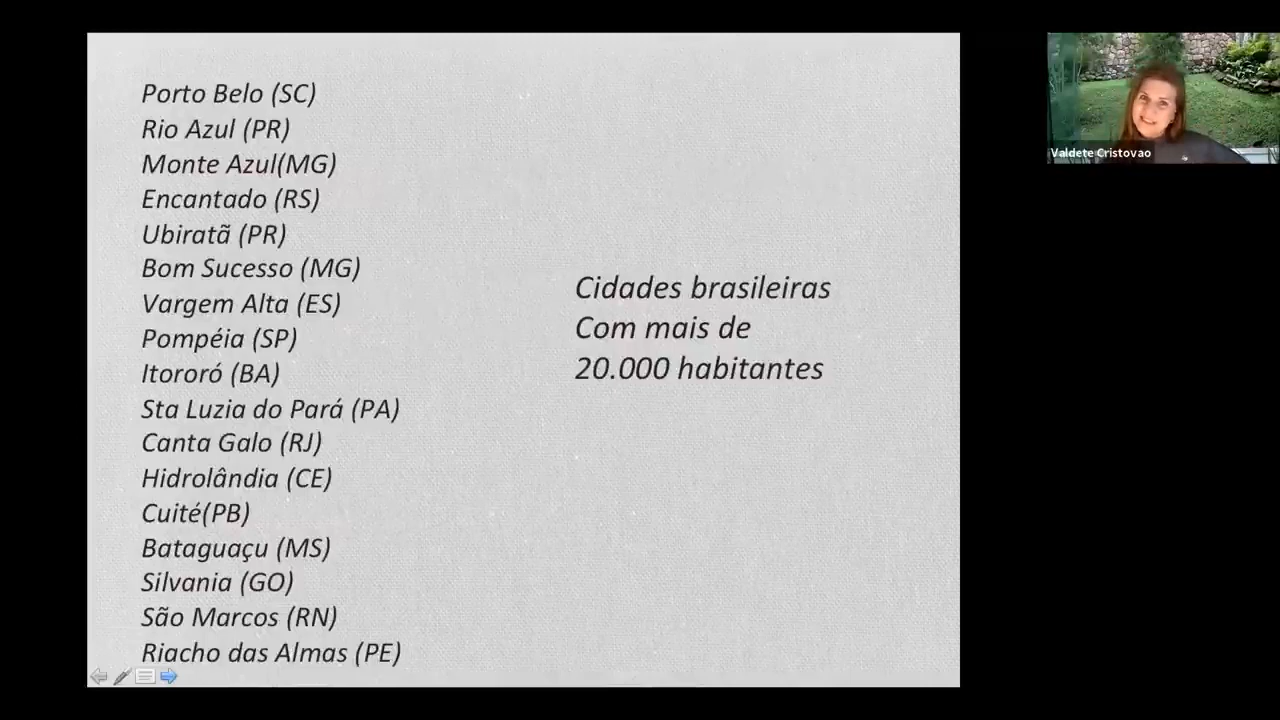 Porto Belo (SC)
Rio Azul (PR)
Monte Azul(MG)
Encantado (RS)
Ubiratã (PR)
Bom Sucesso (MG)
Vargem Alta (ES)
Pompéia (SP)
Itororó (BA)
Sta Luzia do Pará (PA)
Canta Galo (RJ)
Hidrolândia (CE)
Cuité(PB)
Bataguaçu (MS)
Silvania (GO)
São Marcos (RN)
Riacho das Almas (PE)
Cidades brasileiras
Com mais de
20.000 habitantes
Valdete Cristovao